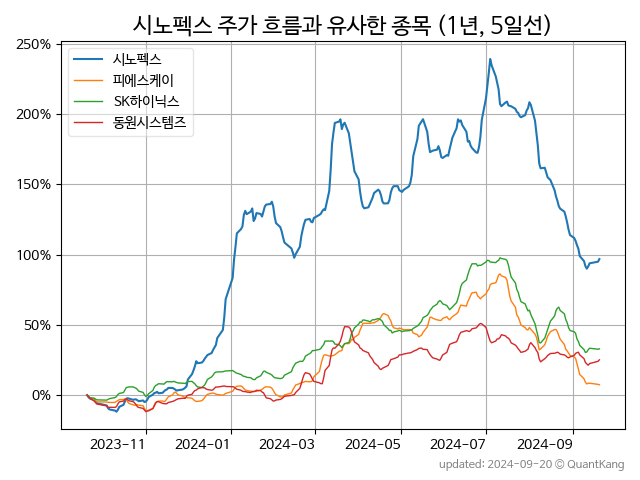 시노펙스 주가 흐름과 유사한 종목 (1년, 5일선)
250%
200%
150%
100%
50%
0%
시노펙스
피에스케이
SK하이닉스
동원시스템즈
2023-11
2024-01
2024-03
2024-05
2024-07
2024-09
updated: 2024-09-20 © QuantKang